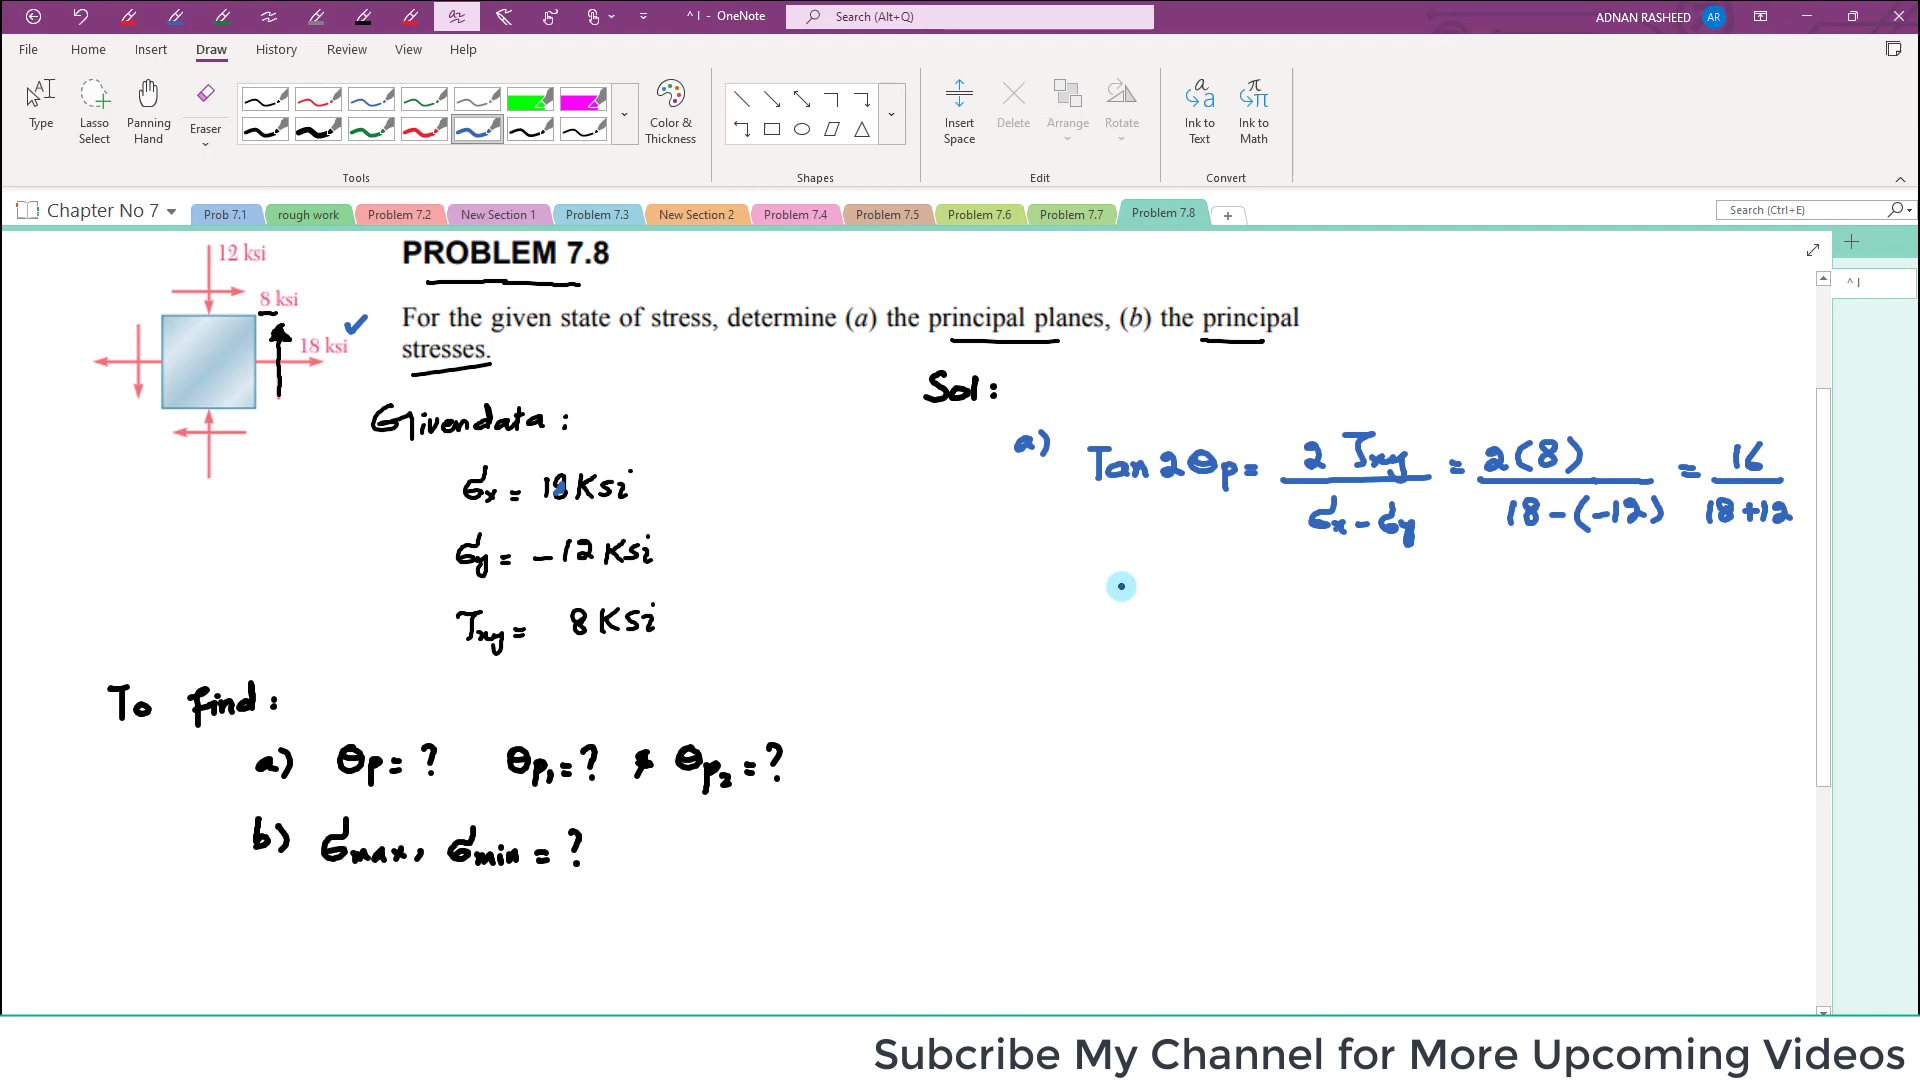 ^ I - OneNote
Search (Alt+Q)
ADNAN RASHEED AR
File Home Insert Draw History Review View Help
Type
Lasso Select
Panning Hand
Eraser
Color & Thickness
Insert Space
Delete
Arrange
Rotate
Ink to Text
Ink to Math
Tools
Shapes
Edit
Convert
Chapter No 7
Prob 7.1
rough work
Problem 7.2
New Section 1
Problem 7.3
New Section 2
Problem 7.4
Problem 7.5
Problem 7.6
Problem 7.7
Problem 7.8
Search (Ctrl+E)
^ I
12 ksi
8 ksi
18 ksi
PROBLEM 7.8
For the given state of stress, determine (a) the principal planes, (b) the principal
stresses.
Given data :
σx = 18 Ksi
σy = -12 Ksi
τxy = 8 Ksi
To find :
a) θp = ? θp1 = ? & θp2 = ?
b) σmax, σmin = ?
Sol :
a) Tan 2θp = 2 τxy / σx - σy = 2(8) / 18-(-12) = 16 / 18+12
Subcribe My Channel for More Upcoming Videos